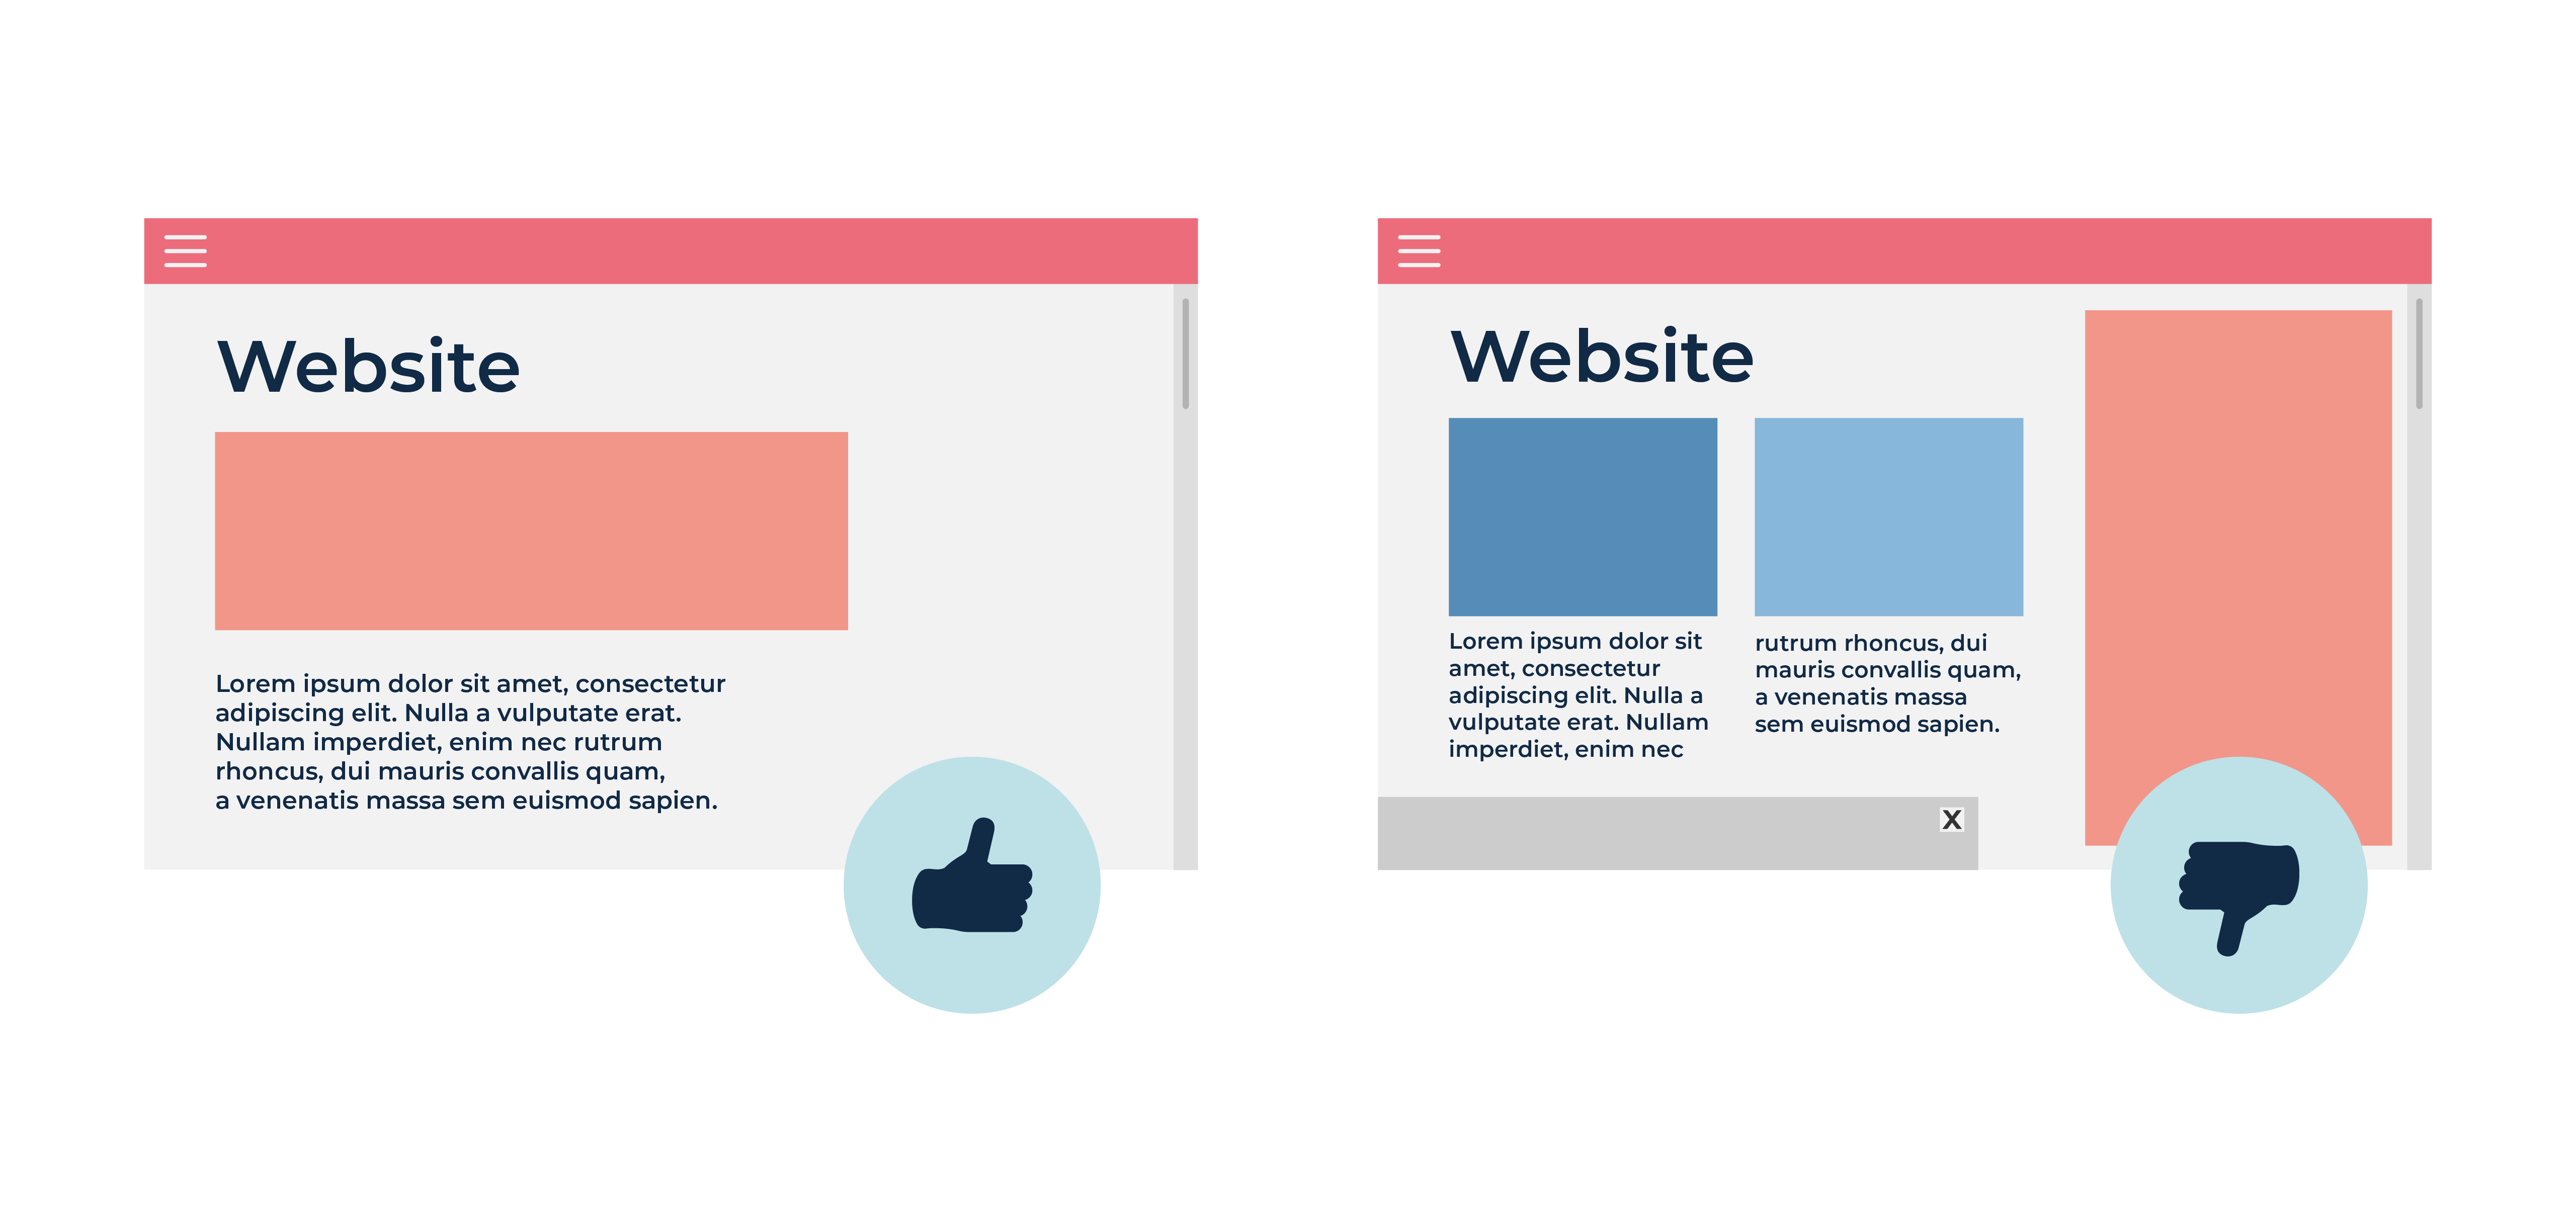 Website
Lorem ipsum dolor sit amet, consectetur
adipiscing elit. Nulla a vulputate erat.
Nullam imperdiet, enim nec rutrum
rhoncus, dui mauris convallis quam,
a venenatis massa sem euismod sapien.
Website
Lorem ipsum dolor sit
amet, consectetur
adipiscing elit. Nulla a
vulputate erat. Nullam
imperdiet, enim nec
rutrum rhoncus, dui
mauris convallis quam,
a venenatis massa
sem euismod sapien.
X